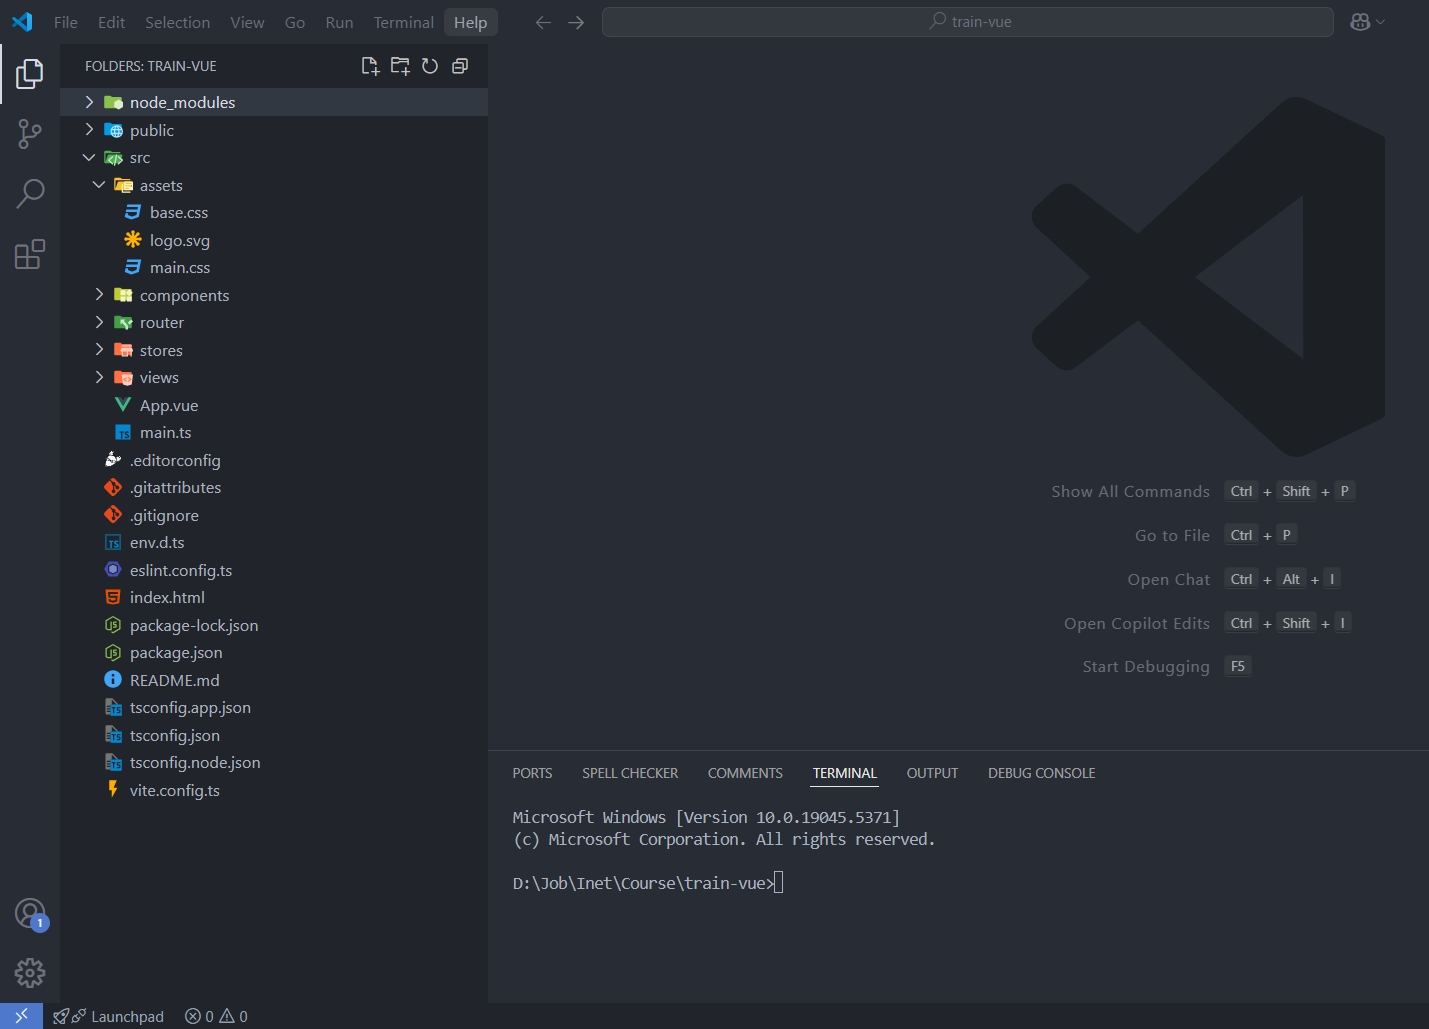 File Edit Selection View Go Run Terminal Help train-vue
FOLDERS: TRAIN-VUE
node_modules
public
src
assets
base.css
logo.svg
main.css
components
router
stores
views
App.vue
main.ts
.editorconfig
.gitattributes
.gitignore
env.d.ts
eslint.config.ts
index.html
package-lock.json
package.json
README.md
tsconfig.app.json
tsconfig.json
tsconfig.node.json
vite.config.ts
Show All Commands Ctrl + Shift + P
Go to File Ctrl + P
Open Chat Ctrl + Alt + I
Open Copilot Edits Ctrl + Shift + I
Start Debugging F5
PORTS SPELL CHECKER COMMENTS TERMINAL OUTPUT DEBUG CONSOLE
Microsoft Windows [Version 10.0.19045.5371]
(c) Microsoft Corporation. All rights reserved.
D:\Job\Inet\Course\train-vue>
1
Launchpad 0 0